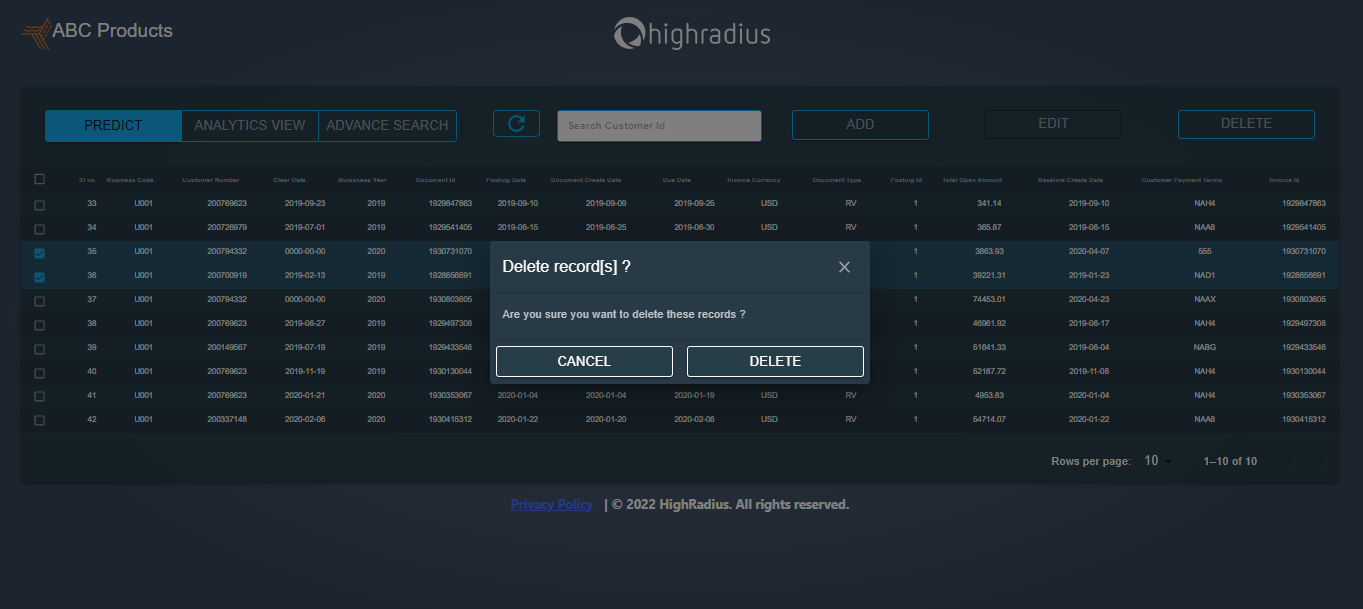 ABC Products
highradius
PREDICT ANALYTICS VIEW ADVANCE SEARCH Search Customer Id ADD EDIT DELETE
Sl no Business Code Customer Number Clear Date Bussiness Year Document Id Posting Date Document Create Date Due Date Invoice Currency Document Type Posting Id Total Open Amount Baseline Create Date Customer Payment Terms Invoice Id
33 U001 200769623 2019-09-23 2019 1929847863 2019-09-10 2019-09-09 2019-09-25 USD RV 1 341.14 2019-09-10 NAH4 1929847863
34 U001 200726979 2019-07-01 2019 1929541405 2019-06-15 2019-06-25 2019-06-30 USD RV 1 365.87 2019-06-15 NAA8 1929541405
35 U001 200794332 0000-00-00 2020 1930731070 1 3863.93 2020-04-07 555 1930731070
36 U001 200700919 2019-02-13 2019 1928656691 1 39221.31 2019-01-23 NAD1 1928656691
37 U001 200794332 0000-00-00 2020 1930803605 1 74453.01 2020-04-23 NAAX 1930803605
38 U001 200769623 2019-06-27 2019 1929497308 1 46961.92 2019-06-17 NAH4 1929497308
39 U001 200149567 2019-07-19 2019 1929433546 1 51641.33 2019-06-04 NABG 1929433546
40 U001 200769623 2019-11-19 2019 1930130044 1 52187.72 2019-11-08 NAH4 1930130044
41 U001 200769623 2020-01-21 2020 1930353067 2020-01-04 2020-01-04 2020-01-19 USD RV 1 4953.83 2020-01-04 NAH4 1930353067
42 U001 200337148 2020-02-06 2020 1930415312 2020-01-22 2020-01-20 2020-02-06 USD RV 1 54714.07 2020-01-22 NAA8 1930415312
Delete record[s] ?
Are you sure you want to delete these records ?
CANCEL DELETE
Rows per page: 10 1–10 of 10
Privacy Policy | © 2022 HighRadius. All rights reserved.